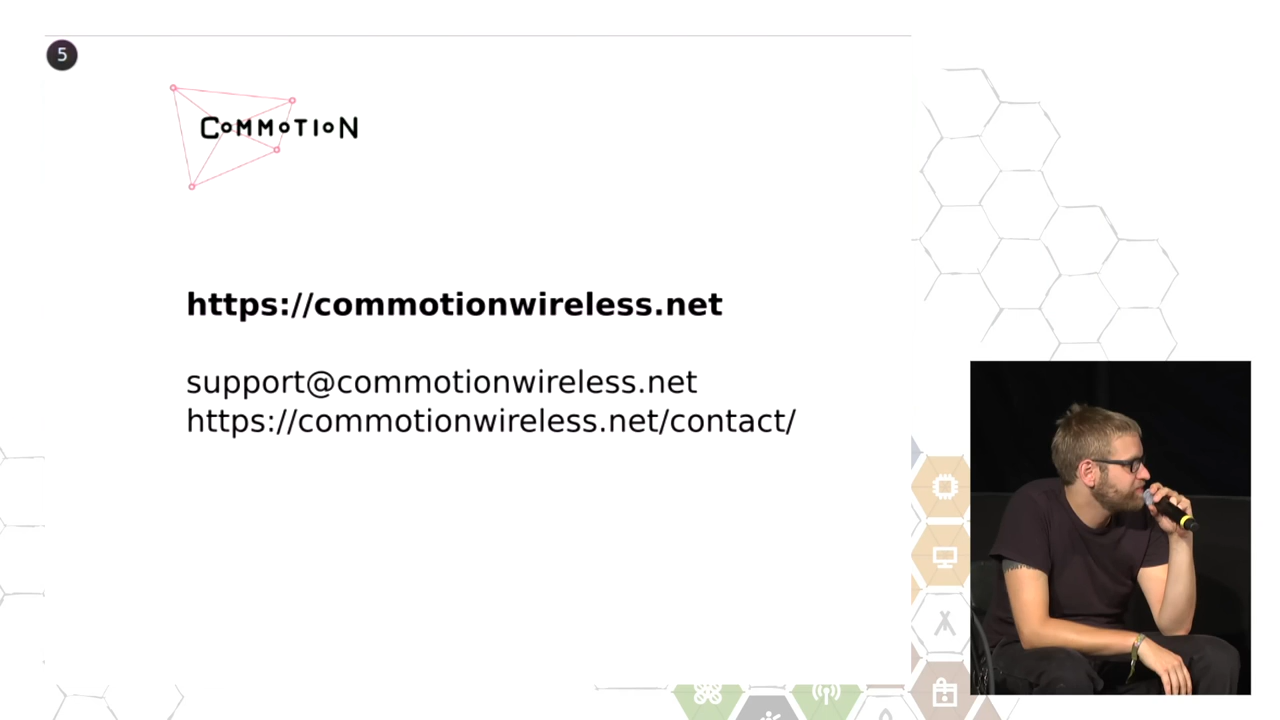 5
COMMOTION
https://commotionwireless.net
support@commotionwireless.net
https://commotionwireless.net/contact/